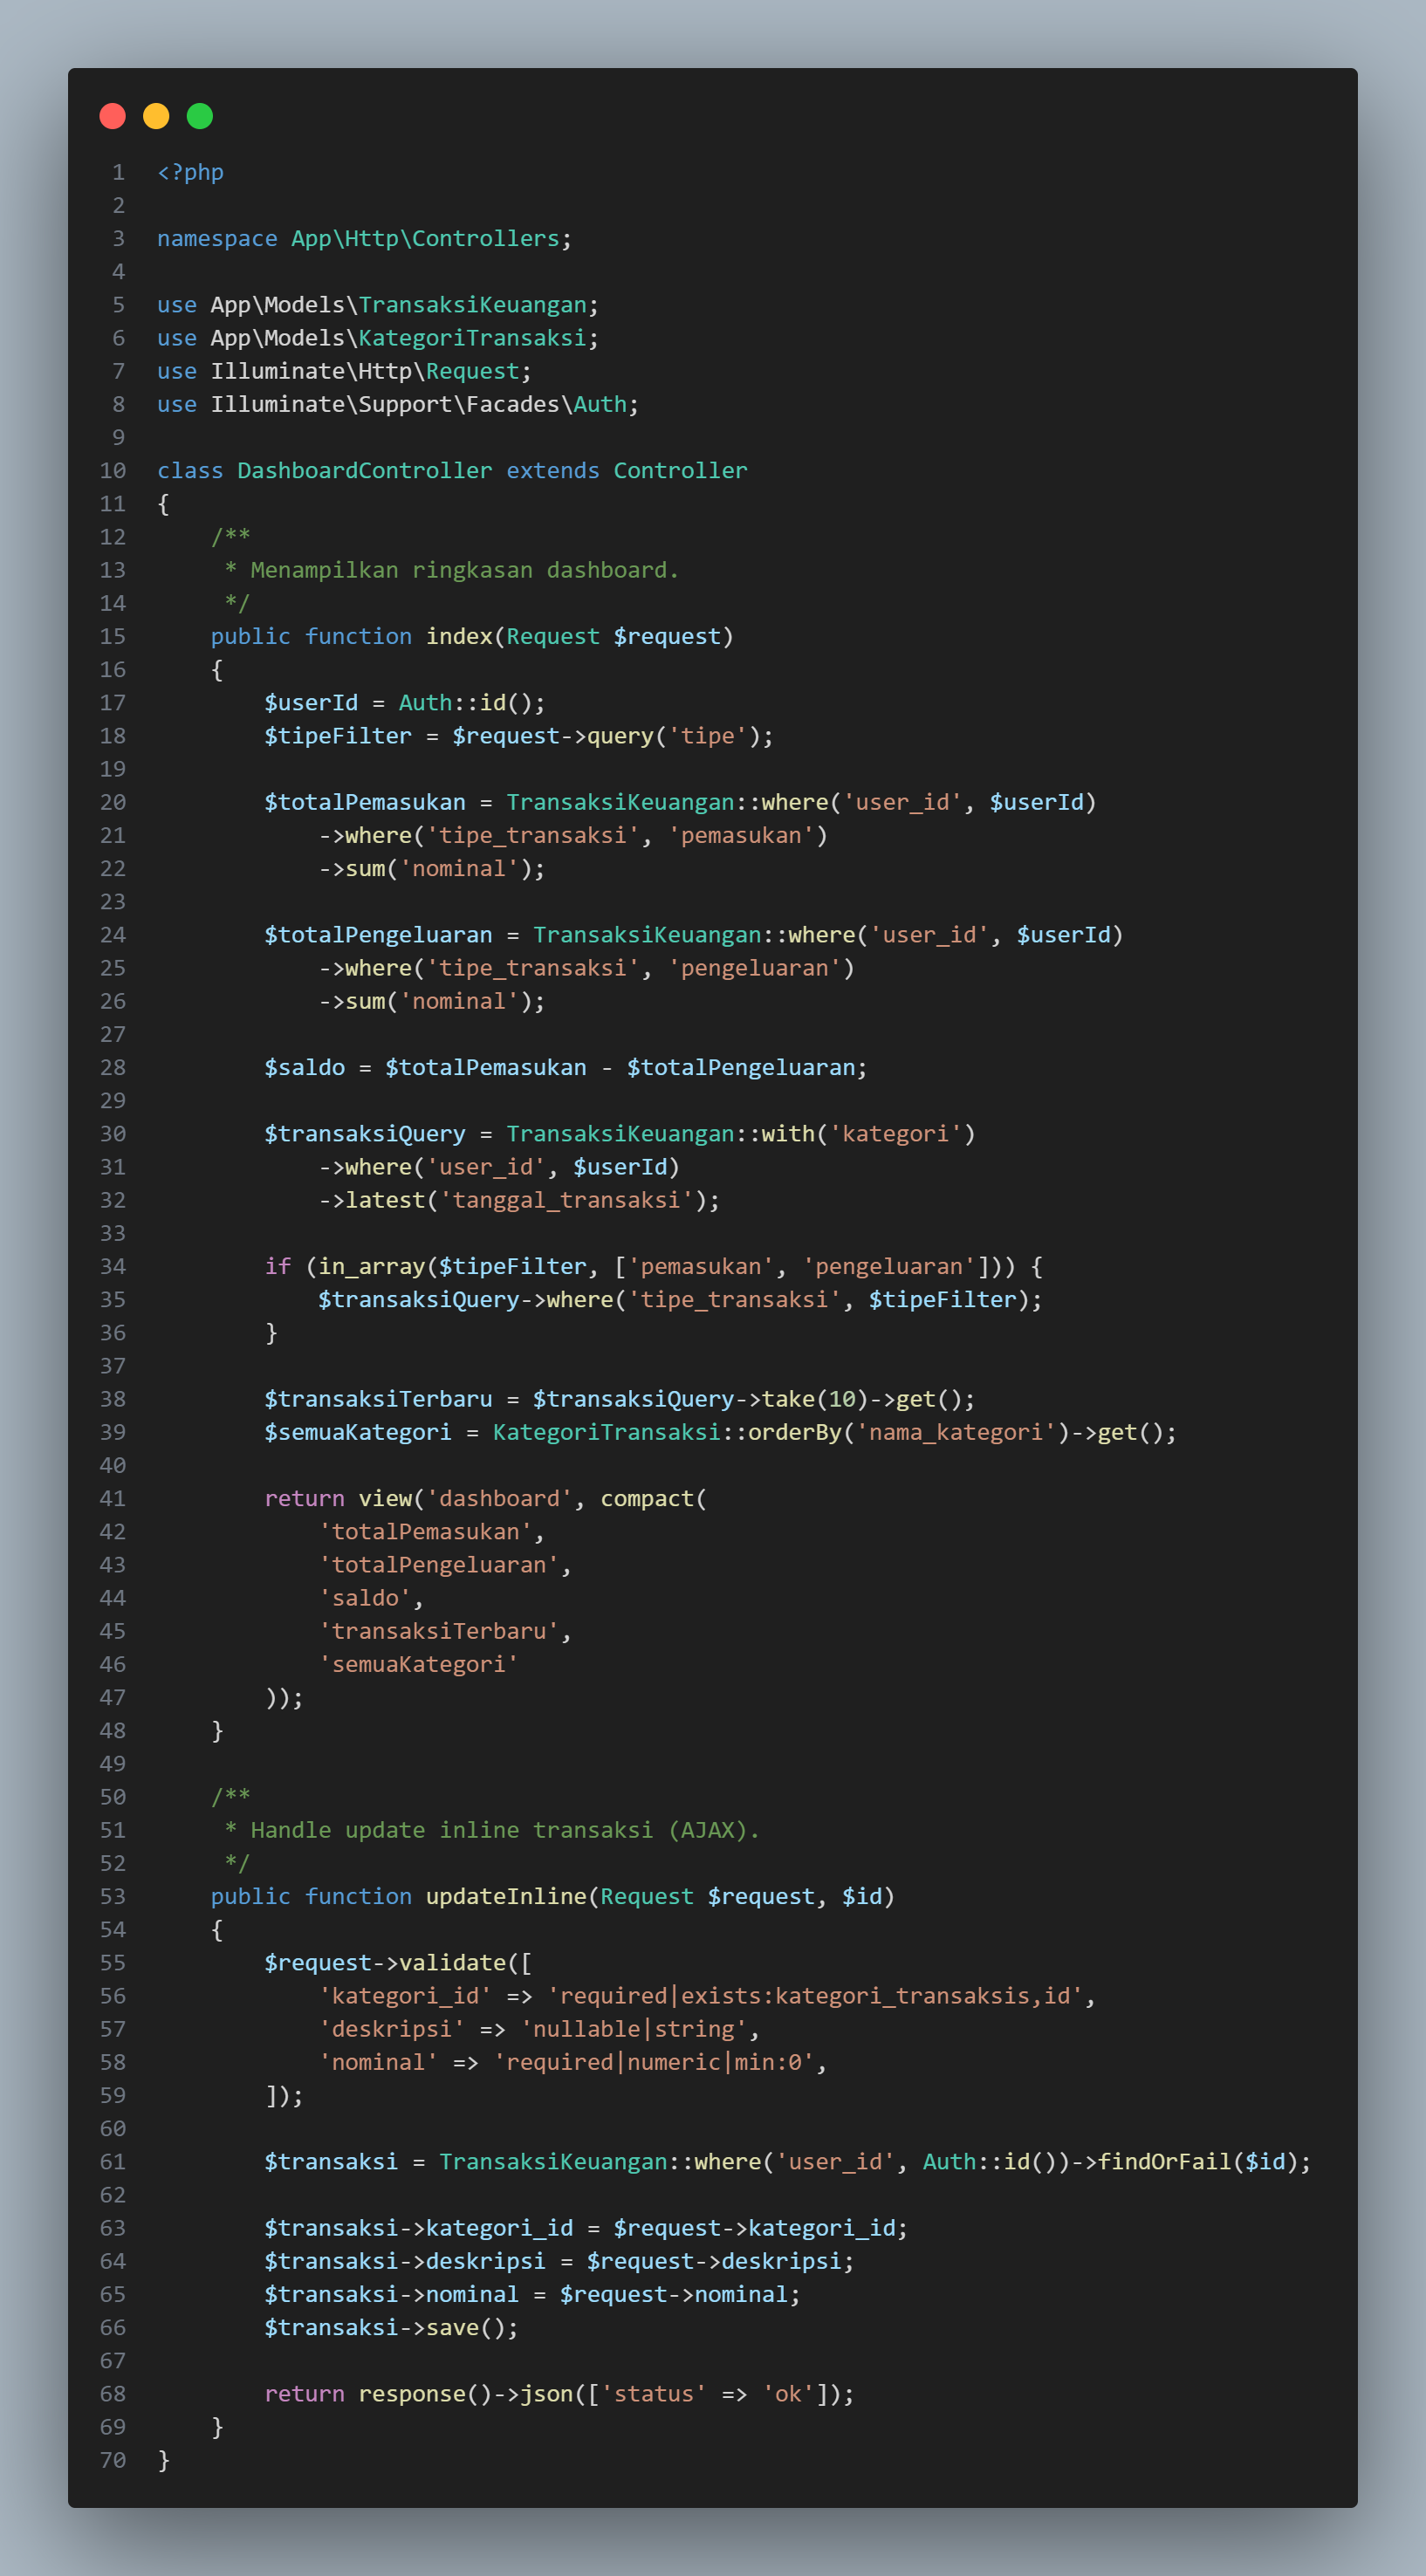 1 <?php
2
3 namespace App\Http\Controllers;
4
5 use App\Models\TransaksiKeuangan;
6 use App\Models\KategoriTransaksi;
7 use Illuminate\Http\Request;
8 use Illuminate\Support\Facades\Auth;
9
10 class DashboardController extends Controller
11 {
12     /**
13      * Menampilkan ringkasan dashboard.
14      */
15     public function index(Request $request)
16     {
17         $userId = Auth::id();
18         $tipeFilter = $request->query('tipe');
19
20         $totalPemasukan = TransaksiKeuangan::where('user_id', $userId)
21             ->where('tipe_transaksi', 'pemasukan')
22             ->sum('nominal');
23
24         $totalPengeluaran = TransaksiKeuangan::where('user_id', $userId)
25             ->where('tipe_transaksi', 'pengeluaran')
26             ->sum('nominal');
27
28         $saldo = $totalPemasukan - $totalPengeluaran;
29
30         $transaksiQuery = TransaksiKeuangan::with('kategori')
31             ->where('user_id', $userId)
32             ->latest('tanggal_transaksi');
33
34         if (in_array($tipeFilter, ['pemasukan', 'pengeluaran'])) {
35             $transaksiQuery->where('tipe_transaksi', $tipeFilter);
36         }
37
38         $transaksiTerbaru = $transaksiQuery->take(10)->get();
39         $semuaKategori = KategoriTransaksi::orderBy('nama_kategori')->get();
40
41         return view('dashboard', compact(
42             'totalPemasukan',
43             'totalPengeluaran',
44             'saldo',
45             'transaksiTerbaru',
46             'semuaKategori'
47         ));
48     }
49
50     /**
51      * Handle update inline transaksi (AJAX).
52      */
53     public function updateInline(Request $request, $id)
54     {
55         $request->validate([
56             'kategori_id' => 'required|exists:kategori_transaksis,id',
57             'deskripsi' => 'nullable|string',
58             'nominal' => 'required|numeric|min:0',
59         ]);
60
61         $transaksi = TransaksiKeuangan::where('user_id', Auth::id())->findOrFail($id);
62
63         $transaksi->kategori_id = $request->kategori_id;
64         $transaksi->deskripsi = $request->deskripsi;
65         $transaksi->nominal = $request->nominal;
66         $transaksi->save();
67
68         return response()->json(['status' => 'ok']);
69     }
70 }